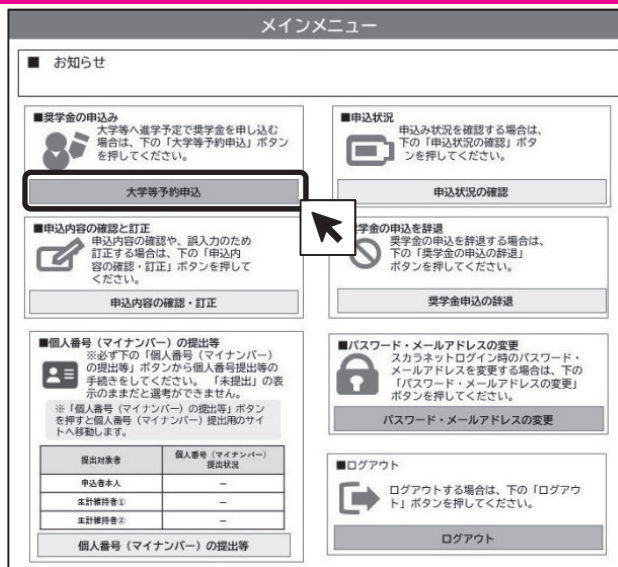 メインメニュー
■ お知らせ
■奨学金の申込み
大学等へ進学予定で奨学金を申し込む
場合は、下の「大学等予約申込」ボタン
を押してください。
大学等予約申込
■申込状況
申込み状況を確認する場合は、
下の「申込状況の確認」ボタ
ンを押してください。
申込状況の確認
■申込内容の確認と訂正
申込内容の確認や、誤入力のため
訂正する場合は、下の「申込内
容の確認・訂正」ボタンを押して
ください。
申込内容の確認・訂正
学金の申込を辞退
奨学金の申込を辞退する場合は、
下の「奨学金の申込の辞退」
ボタンを押してください。
奨学金申込の辞退
■個人番号（マイナンバー）の提出等
※必ず下の「個人番号（マイナンバー）
の提出等」ボタンから個人番号提出等の
手続きをしてください。「未提出」の表
示のままだと選考ができません。
※「個人番号（マイナンバー）の提出等」ボタン
を押すと個人番号（マイナンバー）提出用のサイ
トへ移動します。
提出対象者 個人番号（マイナンバー）
提出状況
申込者本人 －
生計維持者① －
生計維持者② －
個人番号（マイナンバー）の提出等
■パスワード・メールアドレスの変更
スカラネットログイン時のパスワード・
メールアドレスを変更する場合は、下の
「パスワード・メールアドレスの変更」
ボタンを押してください。
パスワード・メールアドレスの変更
■ログアウト
ログアウトする場合は、下の「ログアウ
ト」ボタンを押してください。
ログアウト